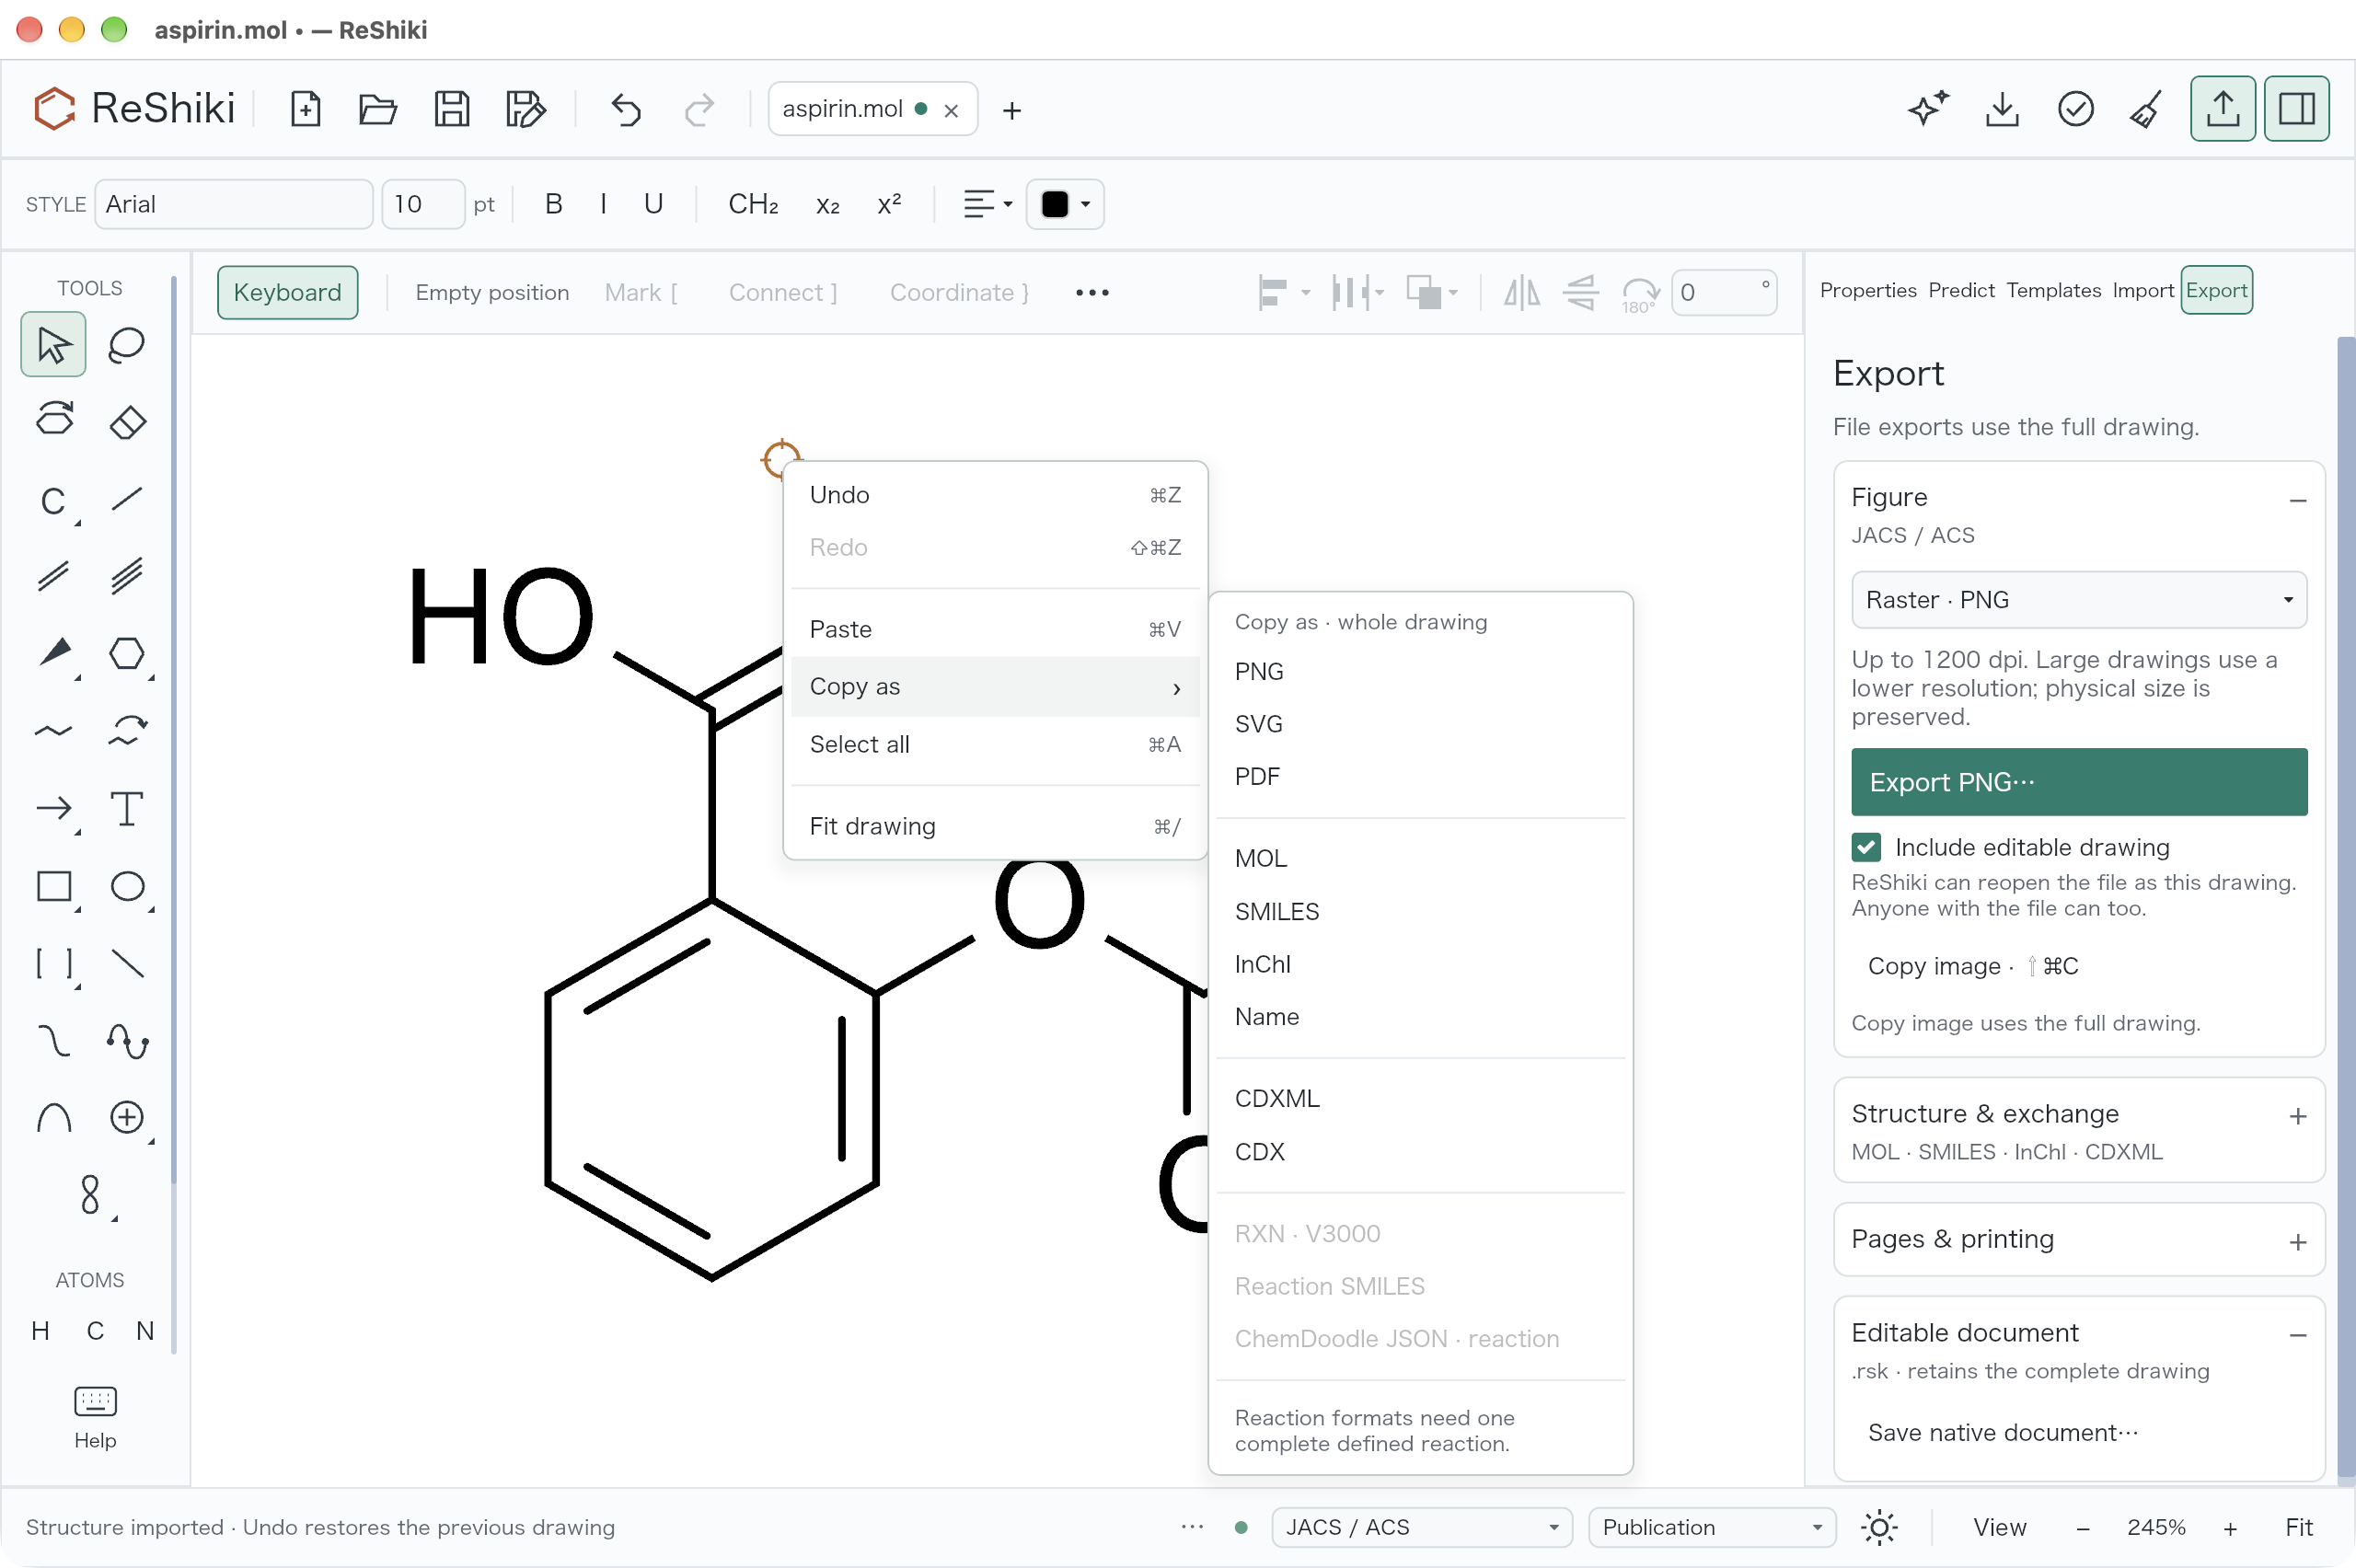 aspirin.mol • — ReShiki
ReShiki
aspirin.mol
STYLE Arial 10 pt B I U CH₂ x₂ x²
TOOLS
Keyboard Empty position Mark [ Connect ] Coordinate } •••
180° 0 °
Properties Predict Templates Import Export
C
T
[ ]
ATOMS
H C N
Help
HO
O
Undo ⌘Z
Redo ⇧⌘Z
Paste ⌘V
Copy as ›
Select all ⌘A
Fit drawing ⌘/
Copy as · whole drawing
PNG
SVG
PDF
MOL
SMILES
InChI
Name
CDXML
CDX
RXN · V3000
Reaction SMILES
ChemDoodle JSON · reaction
Reaction formats need one
complete defined reaction.
Export
File exports use the full drawing.
Figure −
JACS / ACS
Raster · PNG
Up to 1200 dpi. Large drawings use a
lower resolution; physical size is
preserved.
Export PNG…
Include editable drawing
ReShiki can reopen the file as this drawing.
Anyone with the file can too.
Copy image · ⇧⌘C
Copy image uses the full drawing.
Structure & exchange +
MOL · SMILES · InChI · CDXML
Pages & printing +
Editable document −
.rsk · retains the complete drawing
Save native document…
Structure imported · Undo restores the previous drawing
… JACS / ACS Publication View − 245% + Fit